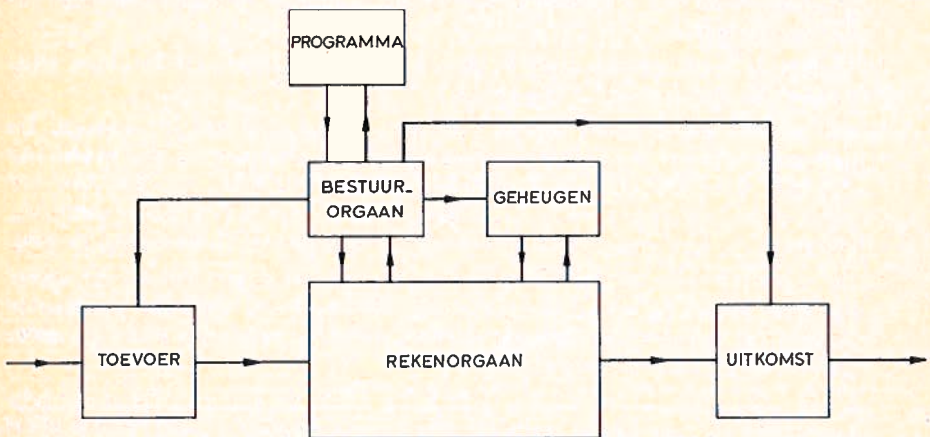 PROGRAMMA
BESTUUR_
ORGAAN
GEHEUGEN
TOEVOER
REKENORGAAN
UITKOMST